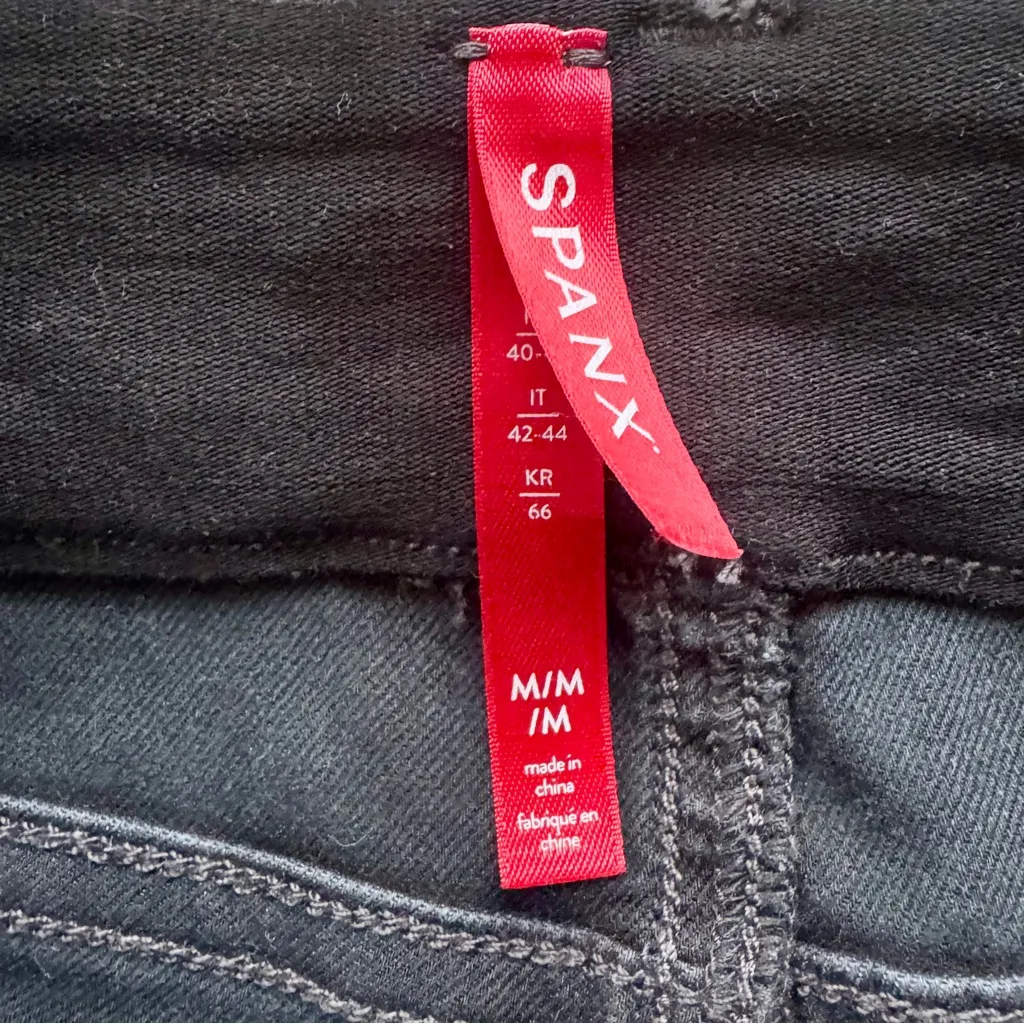 SPANX
40-
IT
42-44
KR
66
M/M
/M
made in
china
fabriqué en
chine